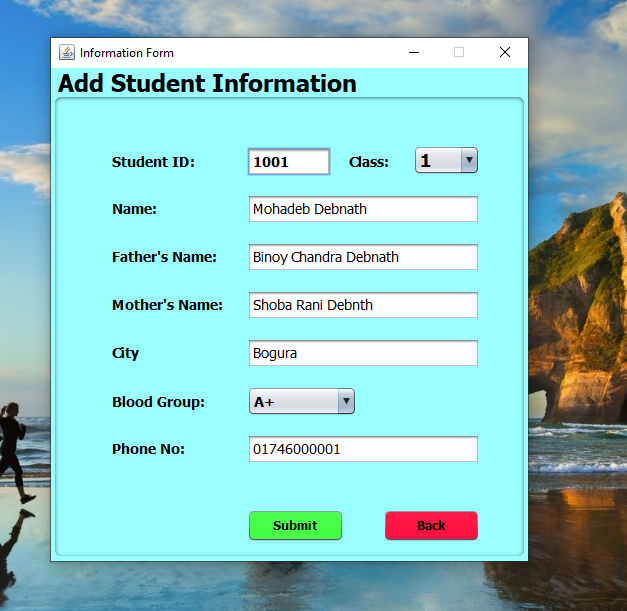 Information Form
Add Student Information
Student ID: 1001 Class: 1
Name: Mohadeb Debnath
Father's Name: Binoy Chandra Debnath
Mother's Name: Shoba Rani Debnth
City Bogura
Blood Group: A+
Phone No: 01746000001
Submit Back